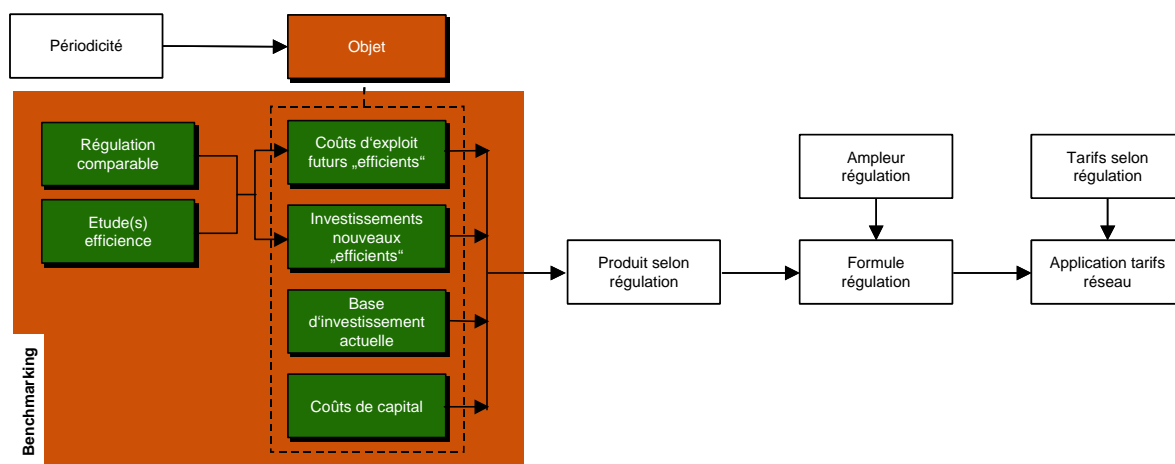 Périodicité
Objet
Régulation
comparable
Etude(s)
efficience
Coûts d‘exploit
futurs „efficients“
Investissements
nouveaux
„efficients“
Base
d‘investissement
actuelle
Coûts de capital
Benchmarking
Produit selon
régulation
Ampleur
régulation
Formule
régulation
Tarifs selon
régulation
Application tarifs
réseau